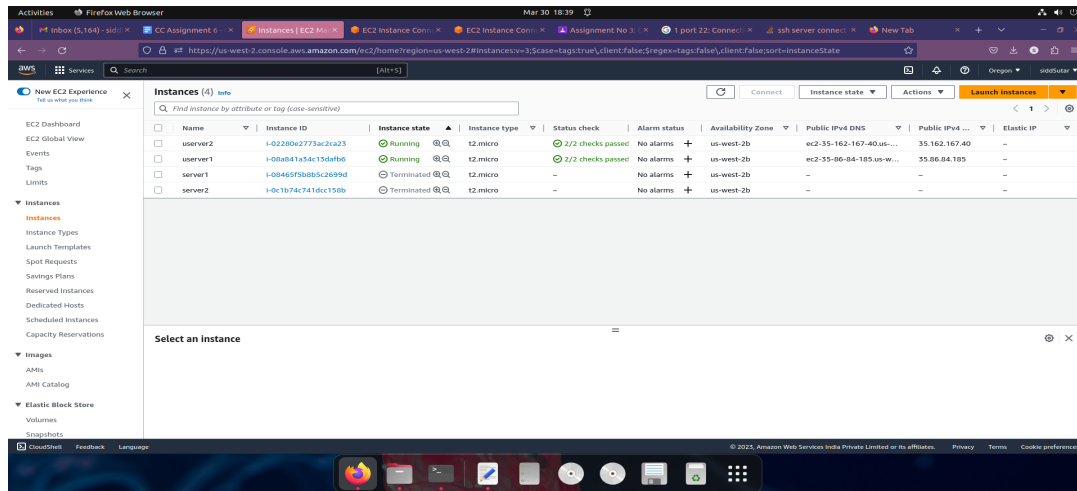 Activities Firefox Web Browser Mar 30 18:39
Inbox (5,164) - sidd CC Assignment 6 - Instances | EC2 Ma EC2 Instance Conn EC2 Instance Conn Assignment No 3: 1 port 22: Connect ssh server connect New Tab
https://us-west-2.console.aws.amazon.com/ec2/home?region=us-west-2#Instances:v=3;$case=tags:true\,client:false;$regex=tags:false\,client:false;sort=instanceState
aws Services Search [Alt+S] Oregon siddSutar
New EC2 Experience
Tell us what you think
EC2 Dashboard
EC2 Global View
Events
Tags
Limits
Instances
Instances
Instance Types
Launch Templates
Spot Requests
Savings Plans
Reserved Instances
Dedicated Hosts
Scheduled Instances
Capacity Reservations
Images
AMIs
AMI Catalog
Elastic Block Store
Volumes
Snapshots
Instances (4) Info Connect Instance state Actions Launch instances
Find instance by attribute or tag (case-sensitive) 1
Name Instance ID Instance state Instance type Status check Alarm status Availability Zone Public IPv4 DNS Public IPv4 ... Elastic IP
userver2 i-02280e2773ac2ca23 Running t2.micro 2/2 checks passed No alarms + us-west-2b ec2-35-162-167-40.us-... 35.162.167.40 –
userver1 i-08a841a34c13dafb6 Running t2.micro 2/2 checks passed No alarms + us-west-2b ec2-35-86-84-185.us-w... 35.86.84.185 –
server1 i-08465f5b8b5c2699d Terminated t2.micro – No alarms + us-west-2b – – –
server2 i-0c1b74c741dcc158b Terminated t2.micro – No alarms + us-west-2b – – –
Select an instance
CloudShell Feedback Language © 2023, Amazon Web Services India Private Limited or its affiliates. Privacy Terms Cookie preferences